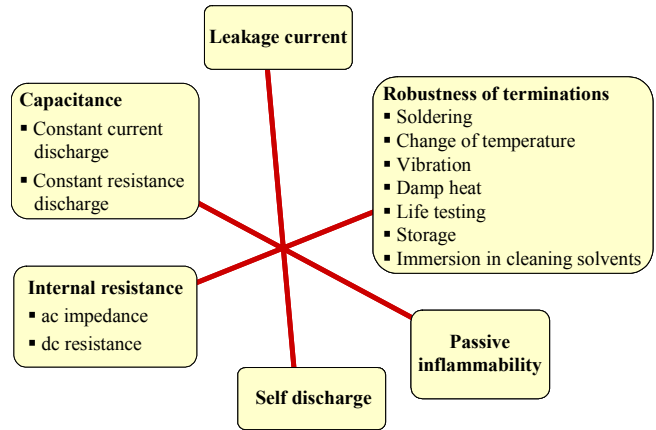 Leakage current
Capacitance
▪ Constant current
discharge
▪ Constant resistance
discharge
Robustness of terminations
▪ Soldering
▪ Change of temperature
▪ Vibration
▪ Damp heat
▪ Life testing
▪ Storage
▪ Immersion in cleaning solvents
Internal resistance
▪ ac impedance
▪ dc resistance
Passive
inflammability
Self discharge